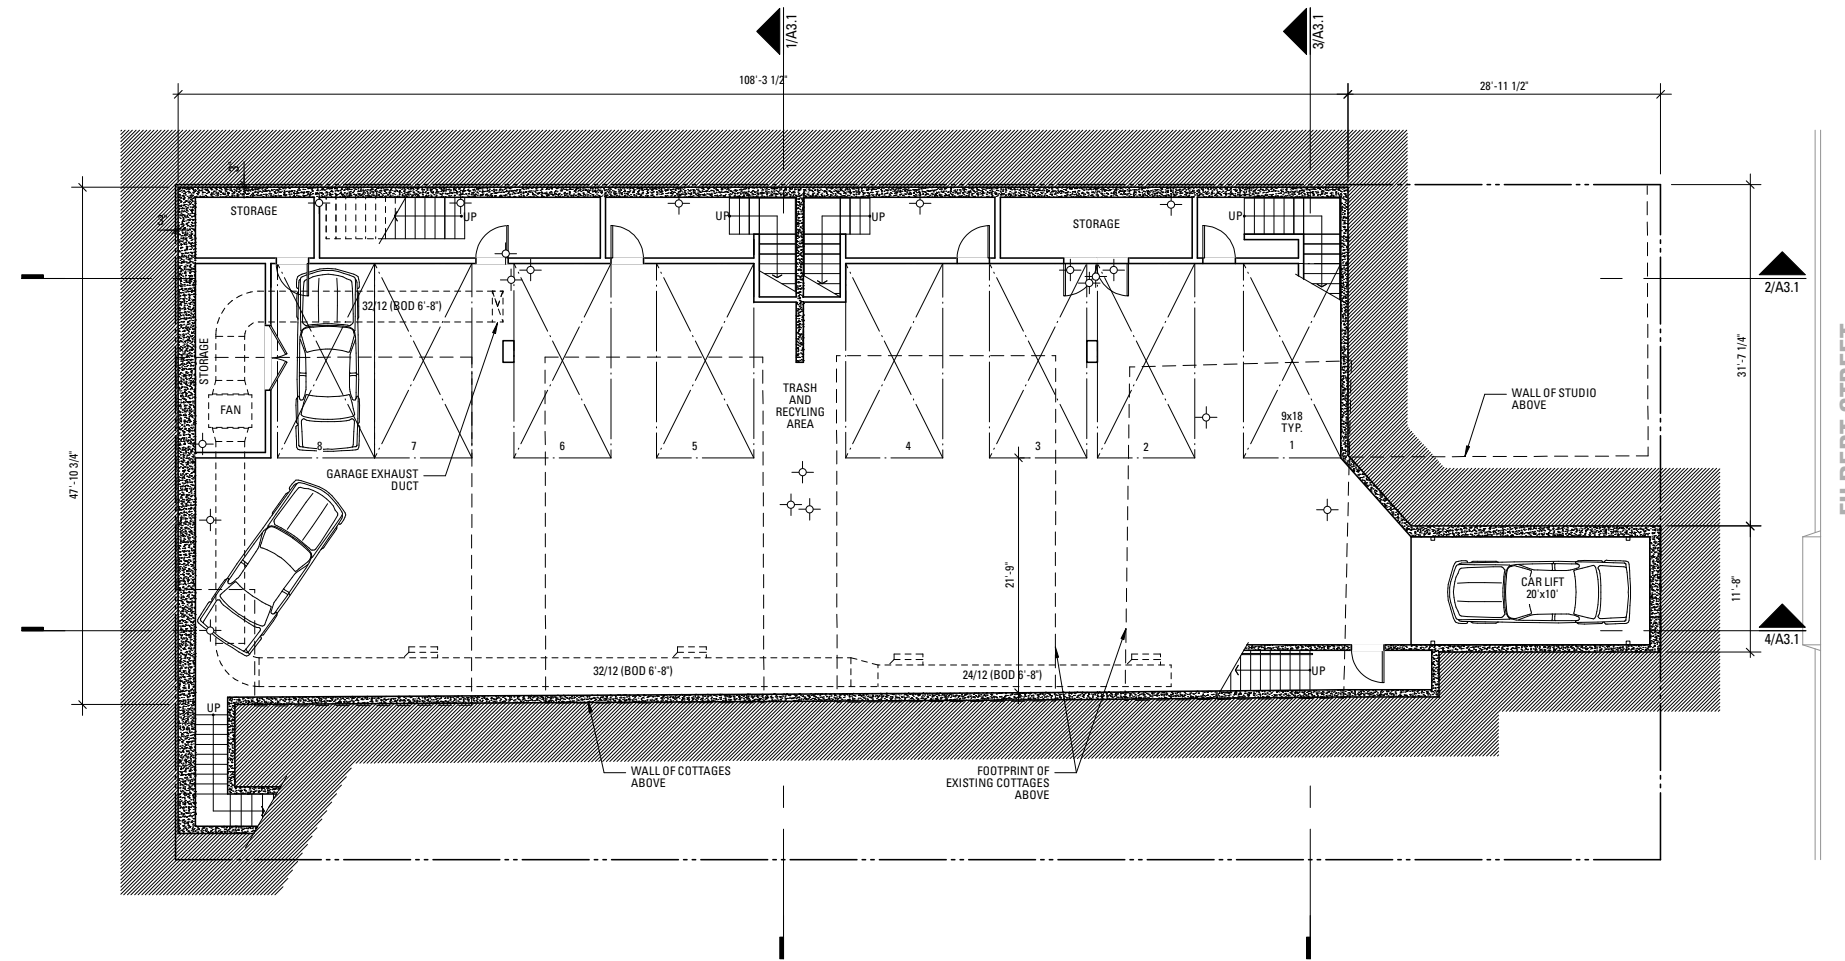 1/A3.1
3/A3.1
108'-3 1/2"
28'-11 1/2"
3"
3"
STORAGE
UP
UP
UP
STORAGE
UP
2/A3.1
32/12 (BOD 6'-8")
STORAGE
FAN
TRASH
AND
RECYLING
AREA
9x18
TYP.
8
7
6
5
4
3
2
1
WALL OF STUDIO
ABOVE
31'-7 1/4"
FILBERT STREET
GARAGE EXHAUST
DUCT
47'-10 3/4"
21'-9"
CAR LIFT
20'x10'
11'-8"
4/A3.1
32/12 (BOD 6'-8")
24/12 (BOD 6'-8")
UP
UP
WALL OF COTTAGES
ABOVE
FOOTPRINT OF
EXISTING COTTAGES
ABOVE